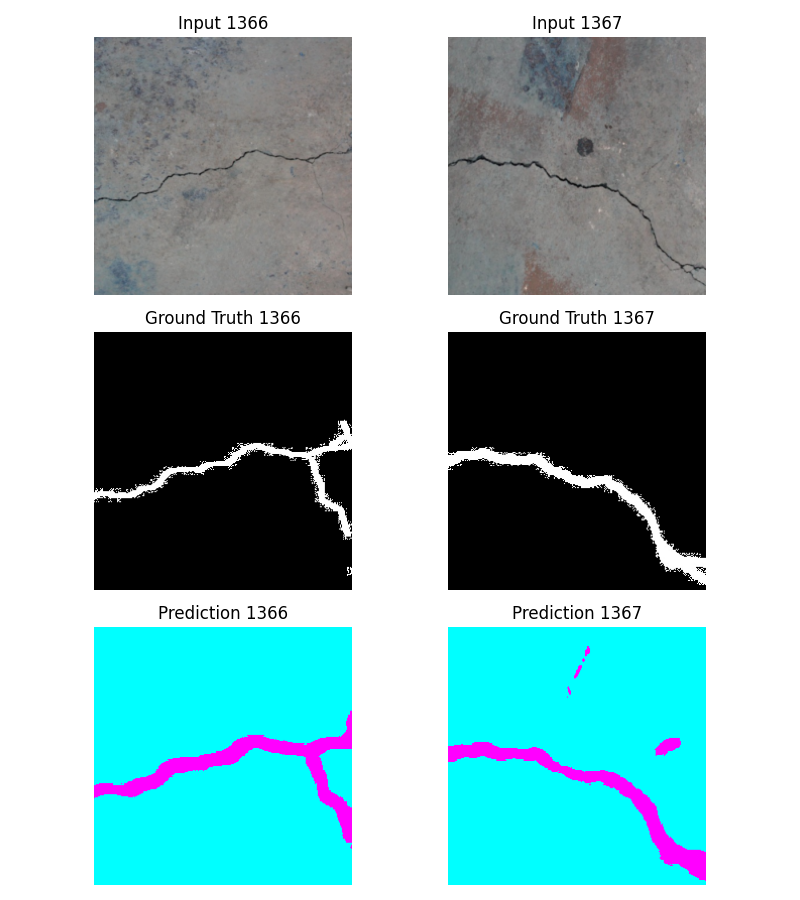 Input 1366
Input 1367
Ground Truth 1366
Ground Truth 1367
Prediction 1366
Prediction 1367